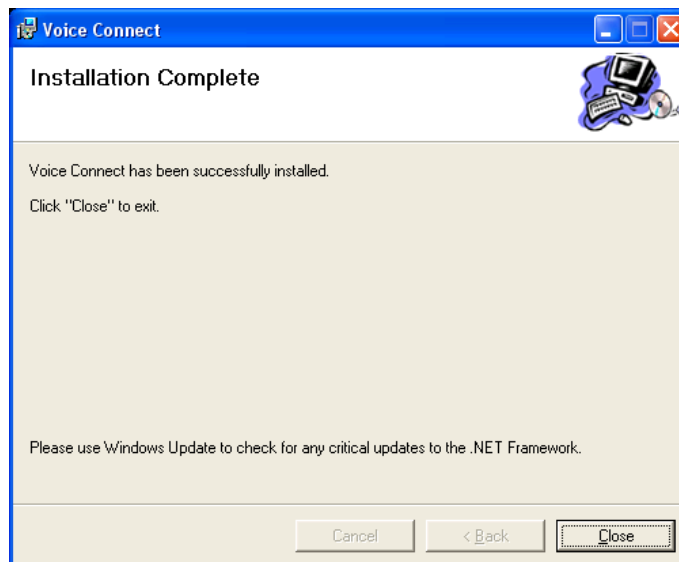 Voice Connect
Installation Complete
Voice Connect has been successfully installed.
Click "Close" to exit.
Please use Windows Update to check for any critical updates to the .NET Framework.
Cancel
< Back
Close